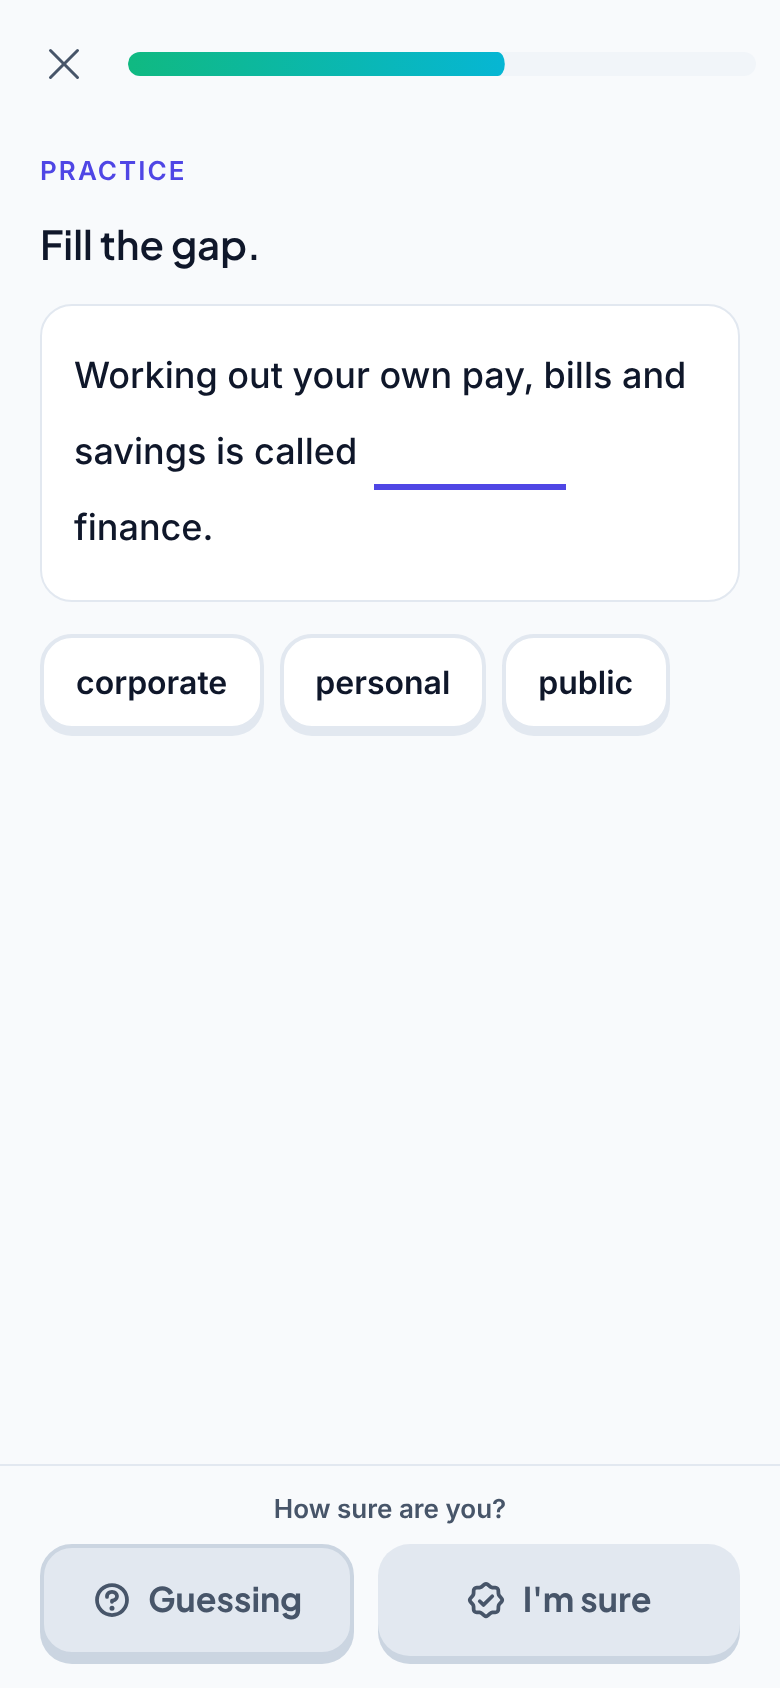 PRACTICE
Fill the gap.
Working out your own pay, bills and
savings is called
finance.
corporate personal public
How sure are you?
Guessing I'm sure